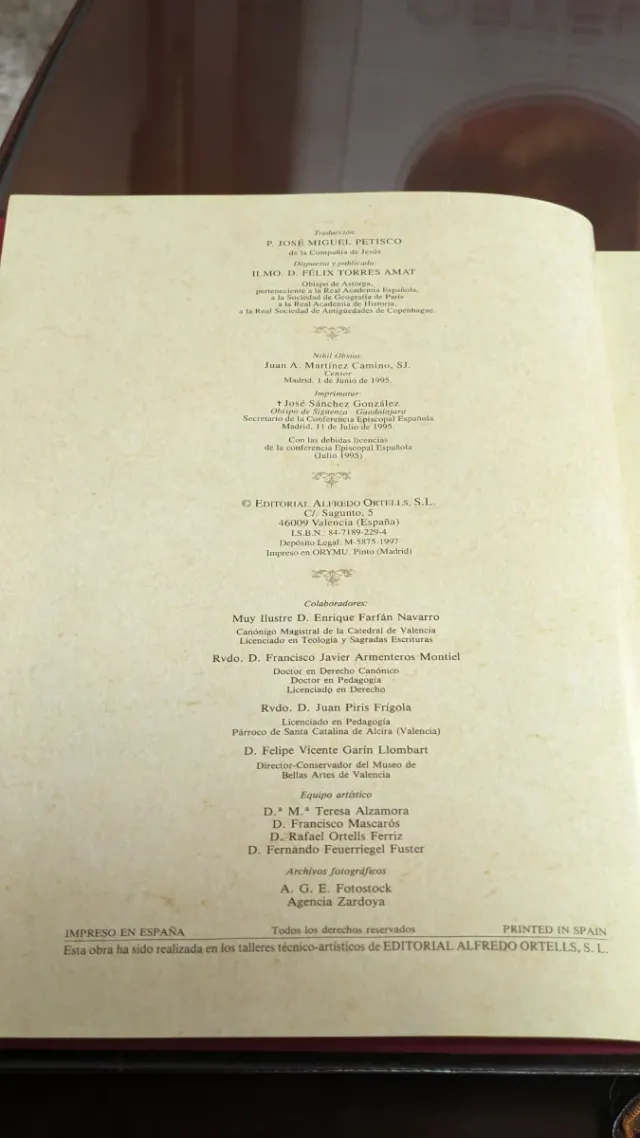 Traducción:
P. JOSÉ MIGUEL PETISCO
de la Compañía de Jesús
Dispuesta y publicada:
ILMO. D. FÉLIX TORRES AMAT
Obispo de Astorga,
perteneciente a la Real Academia Española,
a la Sociedad de Geografía de París
a la Real Academia de Historia,
a la Real Sociedad de Antigüedades de Copenhague.
Nihil Obstat:
Juan A. Martínez Camino, SJ.
Censor
Madrid, 1 de Junio de 1995.
Imprimatur:
† José Sánchez González
Obispo de Sigüenza - Guadalajara
Secretario de la Conferencia Episcopal Española
Madrid, 11 de Julio de 1995
Con las debidas licencias
de la conferencia Episcopal Española
(Julio 1995)
© EDITORIAL ALFREDO ORTELLS, S.L.
C/. Sagunto, 5
46009 Valencia (España)
I.S.B.N.: 84-7189-229-4
Depósito Legal: M-5875-1997
Impreso en ORYMU. Pinto (Madrid)
Colaboradores:
Muy Ilustre D. Enrique Farfán Navarro
Canónigo Magistral de la Catedral de Valencia
Licenciado en Teología y Sagradas Escrituras
Rvdo. D. Francisco Javier Armenteros Montiel
Doctor en Derecho Canónico
Doctor en Pedagogía
Licenciado en Derecho
Rvdo. D. Juan Piris Frígola
Licenciado en Pedagogía
Párroco de Santa Catalina de Alcira (Valencia)
D. Felipe Vicente Garín Llombart
Director-Conservador del Museo de
Bellas Artes de Valencia
Equipo artístico
D.ª M.ª Teresa Alzamora
D. Francisco Mascarós
D. Rafael Ortells Ferriz
D. Fernando Feuerriegel Fuster
Archivos fotográficos
A. G. E. Fotostock
Agencia Zardoya
IMPRESO EN ESPAÑA Todos los derechos reservados PRINTED IN SPAIN
Esta obra ha sido realizada en los talleres técnico-artísticos de EDITORIAL ALFREDO ORTELLS, S. L.